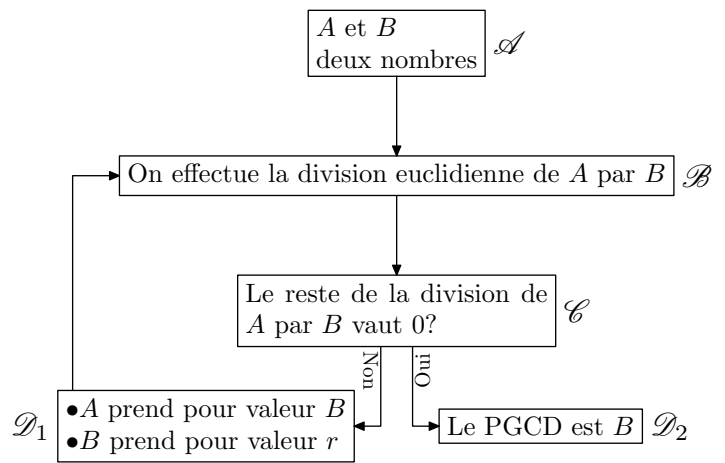 A et B
deux nombres
𝒜
On effectue la division euclidienne de A par B
ℬ
Le reste de la division de
A par B vaut 0?
𝒞
Non
Oui
𝒟1
•A prend pour valeur B
•B prend pour valeur r
Le PGCD est B
𝒟2